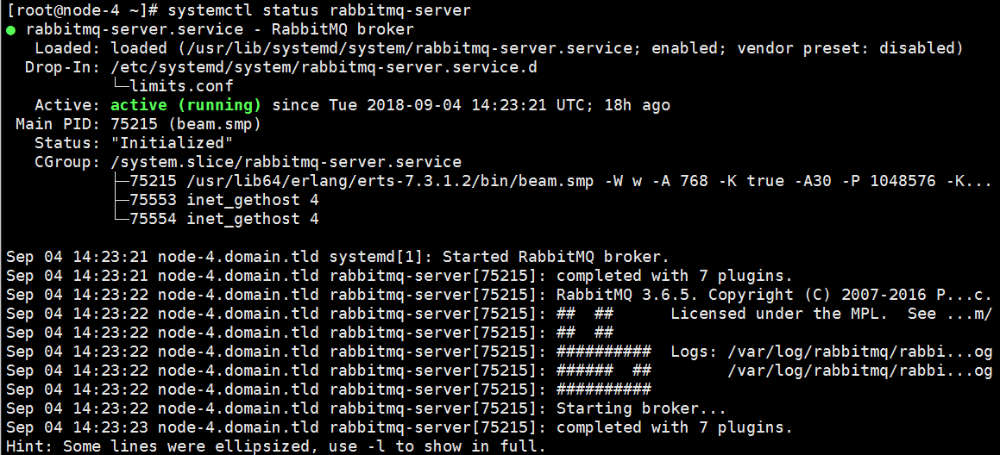 [root@node-4 ~]# systemctl status rabbitmq-server
● rabbitmq-server.service - RabbitMQ broker
   Loaded: loaded (/usr/lib/systemd/system/rabbitmq-server.service; enabled; vendor preset: disabled)
  Drop-In: /etc/systemd/system/rabbitmq-server.service.d
           └─limits.conf
   Active: active (running) since Tue 2018-09-04 14:23:21 UTC; 18h ago
 Main PID: 75215 (beam.smp)
   Status: "Initialized"
   CGroup: /system.slice/rabbitmq-server.service
           ├─75215 /usr/lib64/erlang/erts-7.3.1.2/bin/beam.smp -W w -A 768 -K true -A30 -P 1048576 -K...
           ├─75553 inet_gethost 4
           └─75554 inet_gethost 4

Sep 04 14:23:21 node-4.domain.tld systemd[1]: Started RabbitMQ broker.
Sep 04 14:23:21 node-4.domain.tld rabbitmq-server[75215]: completed with 7 plugins.
Sep 04 14:23:22 node-4.domain.tld rabbitmq-server[75215]: RabbitMQ 3.6.5. Copyright (C) 2007-2016 P...c.
Sep 04 14:23:22 node-4.domain.tld rabbitmq-server[75215]: ##  ##      Licensed under the MPL.  See ...m/
Sep 04 14:23:22 node-4.domain.tld rabbitmq-server[75215]: ##  ##
Sep 04 14:23:22 node-4.domain.tld rabbitmq-server[75215]: ##########  Logs: /var/log/rabbitmq/rabbi...og
Sep 04 14:23:22 node-4.domain.tld rabbitmq-server[75215]: ######  ##        /var/log/rabbitmq/rabbi...og
Sep 04 14:23:22 node-4.domain.tld rabbitmq-server[75215]: ##########
Sep 04 14:23:22 node-4.domain.tld rabbitmq-server[75215]: Starting broker...
Sep 04 14:23:23 node-4.domain.tld rabbitmq-server[75215]: completed with 7 plugins.
Hint: Some lines were ellipsized, use -l to show in full.